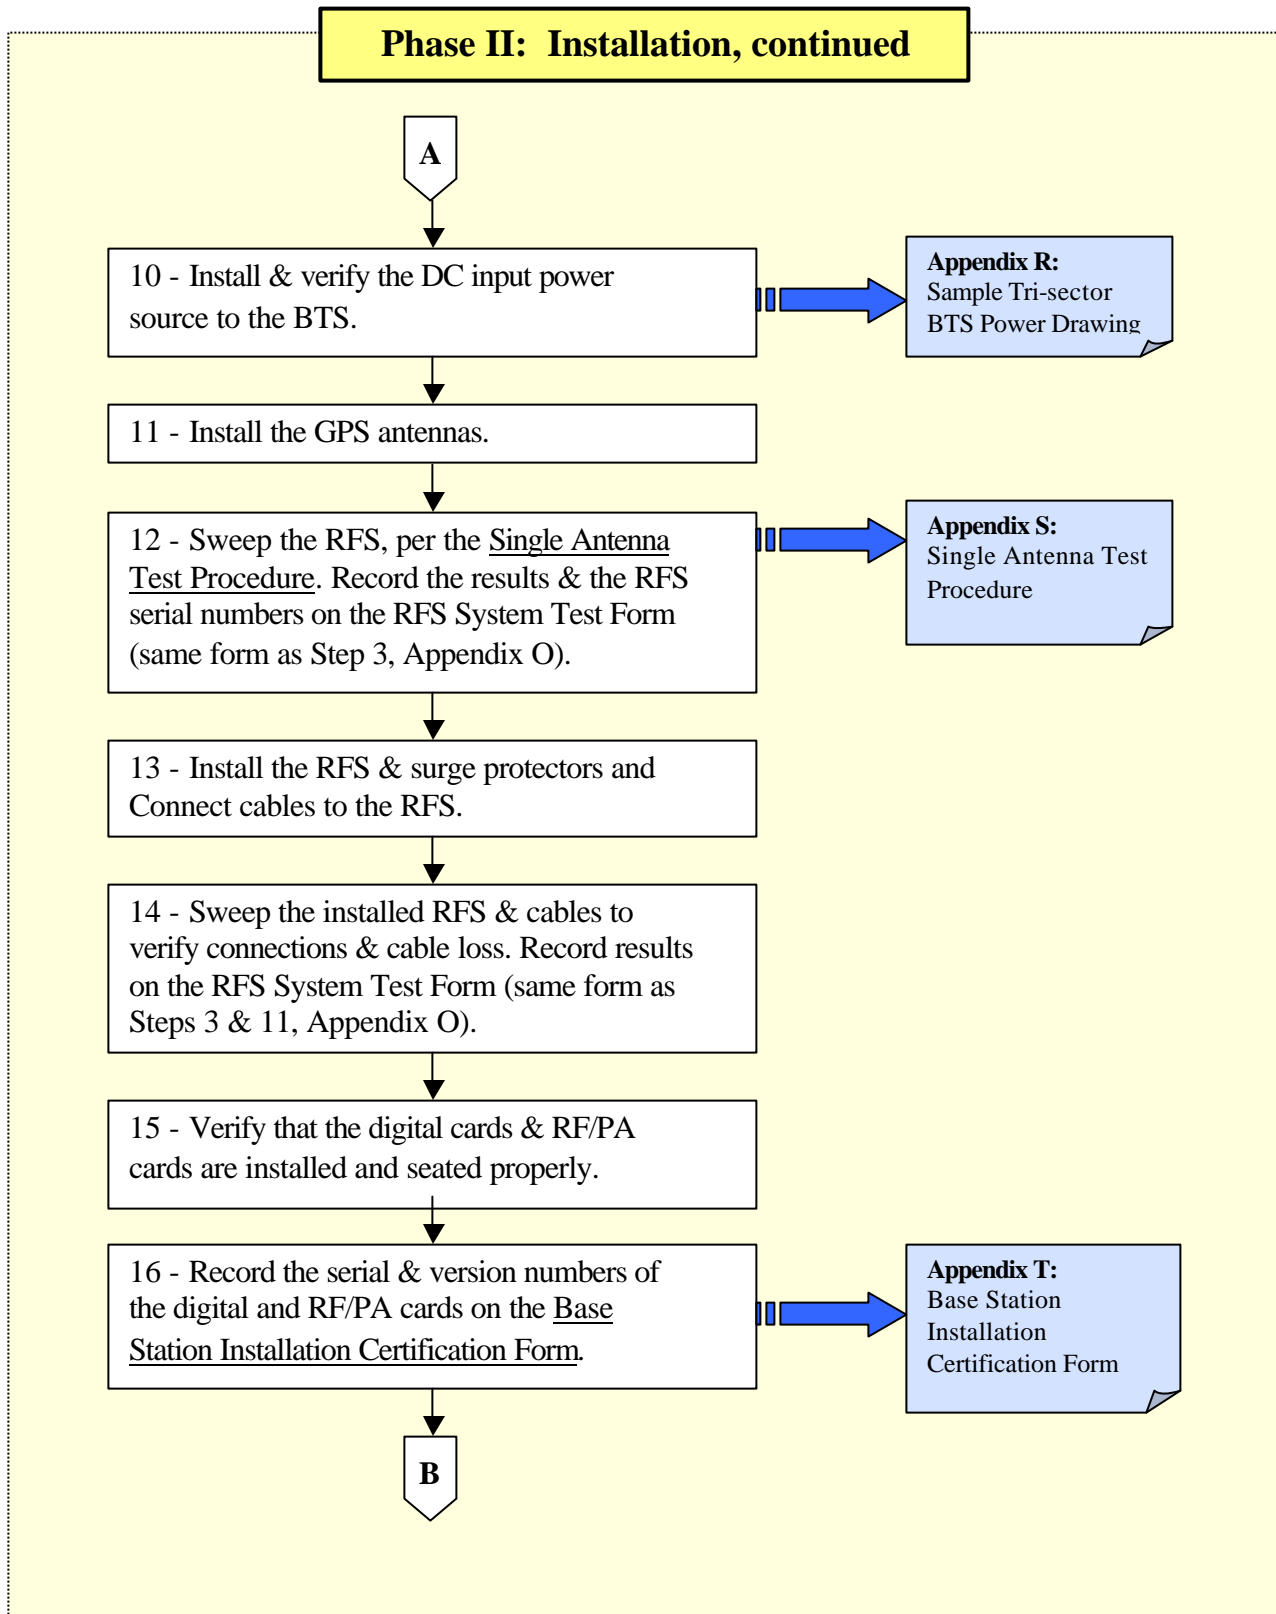 Phase II: Installation, continued
A
10 - Install & verify the DC input power
source to the BTS.
Appendix R:
Sample Tri-sector
BTS Power Drawing
11 - Install the GPS antennas.
12 - Sweep the RFS, per the Single Antenna
Test Procedure. Record the results & the RFS
serial numbers on the RFS System Test Form
(same form as Step 3, Appendix O).
Appendix S:
Single Antenna Test
Procedure
13 - Install the RFS & surge protectors and
Connect cables to the RFS.
14 - Sweep the installed RFS & cables to
verify connections & cable loss. Record results
on the RFS System Test Form (same form as
Steps 3 & 11, Appendix O).
15 - Verify that the digital cards & RF/PA
cards are installed and seated properly.
16 - Record the serial & version numbers of
the digital and RF/PA cards on the Base
Station Installation Certification Form.
Appendix T:
Base Station
Installation
Certification Form
B